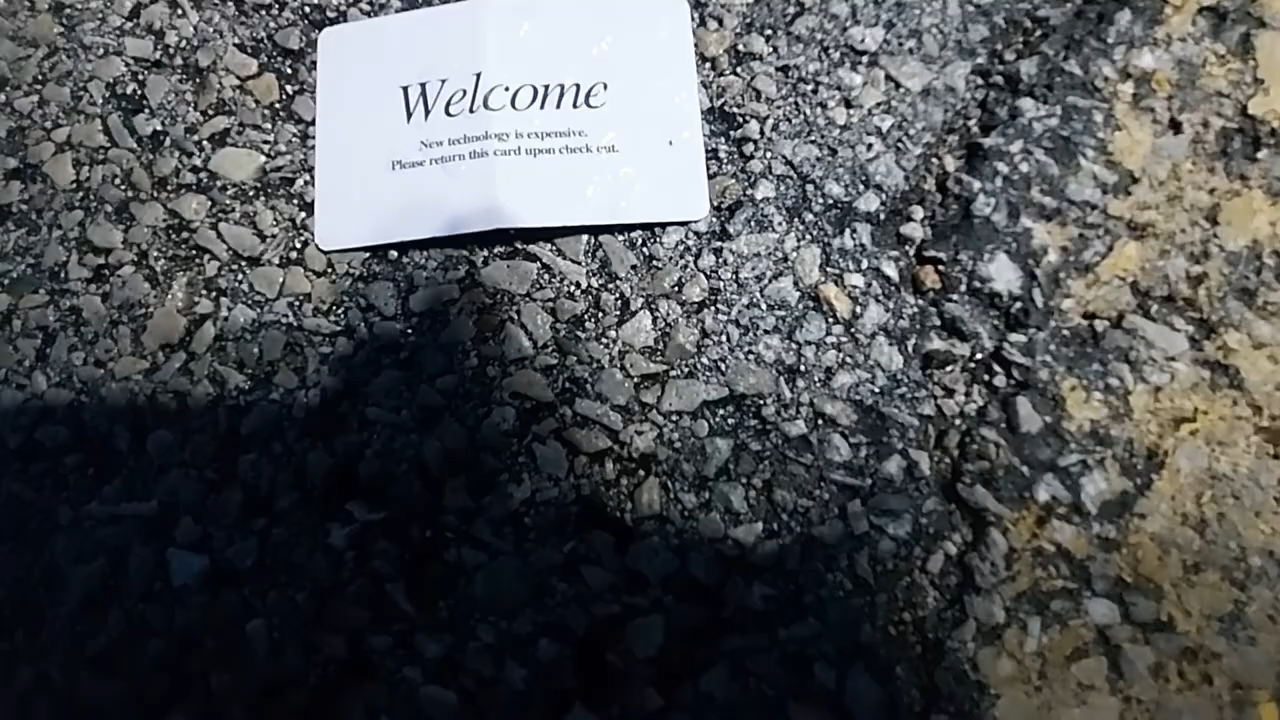 Welcome
New technology is expensive.
Please return this card upon check out.